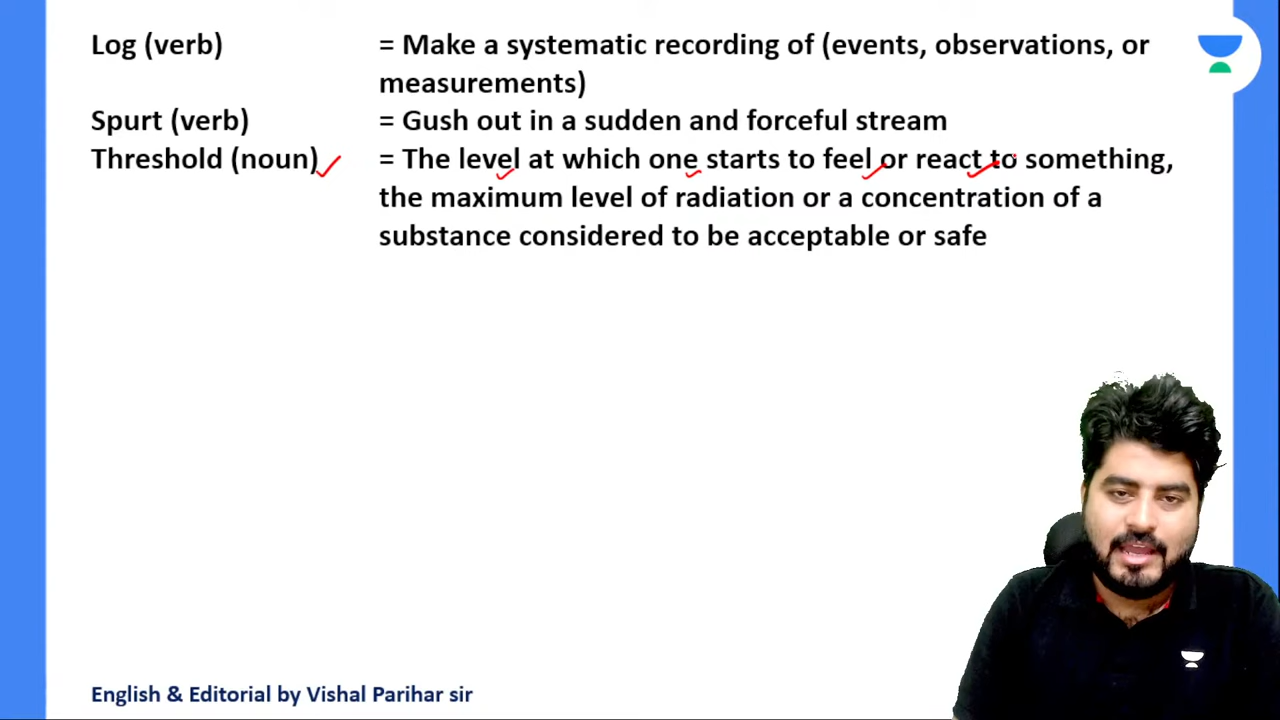 Log (verb) = Make a systematic recording of (events, observations, or
measurements)
Spurt (verb) = Gush out in a sudden and forceful stream
Threshold (noun) = The level at which one starts to feel or react to something,
the maximum level of radiation or a concentration of a
substance considered to be acceptable or safe
English & Editorial by Vishal Parihar sir